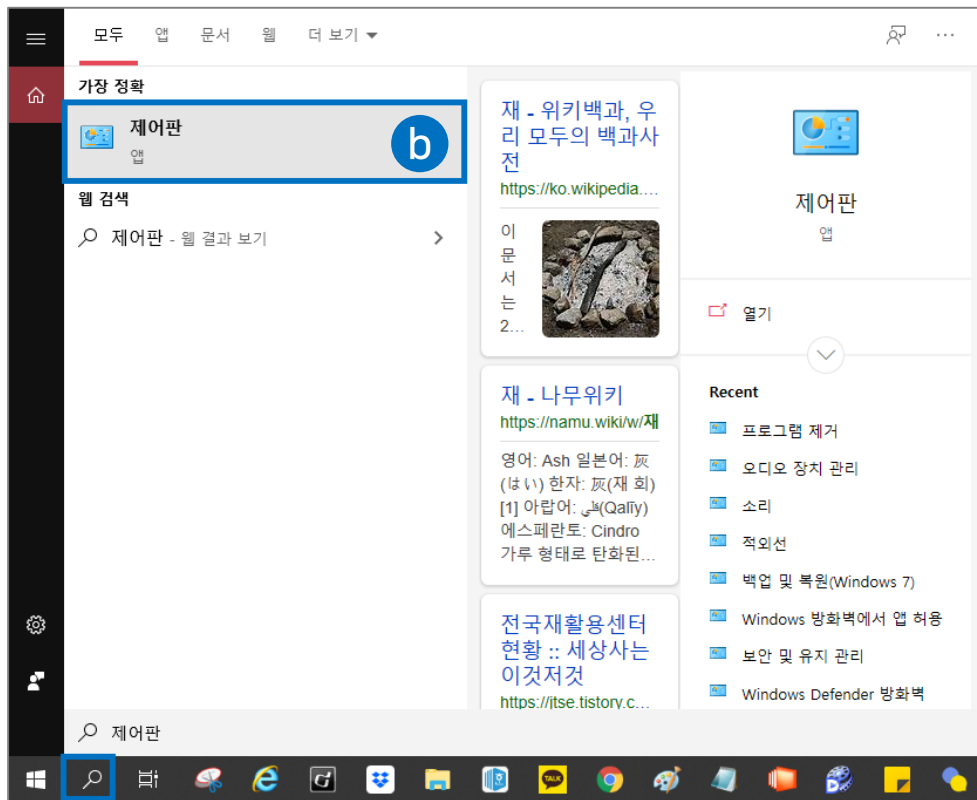 모두 앱 문서 웹 더 보기
가장 정확
제어판
앱
b
웹 검색
제어판 - 웹 결과 보기
재 - 위키백과, 우
리 모두의 백과사
전
https://ko.wikipedia....
이
문
서
는
2...
재 - 나무위키
https://namu.wiki/w/재
영어: Ash 일본어: 灰
(はい) 한자: 灰(재 회)
[1] 아랍어: قلي(Qalīy)
에스페란토: Cindro
가루 형태로 탄화된...
전국재활용센터
현황 :: 세상사는
이것저것
https://jtse.tistory.c...
제어판
앱
열기
Recent
프로그램 제거
오디오 장치 관리
소리
적외선
백업 및 복원(Windows 7)
Windows 방화벽에서 앱 허용
보안 및 유지 관리
Windows Defender 방화벽
제어판
TALK